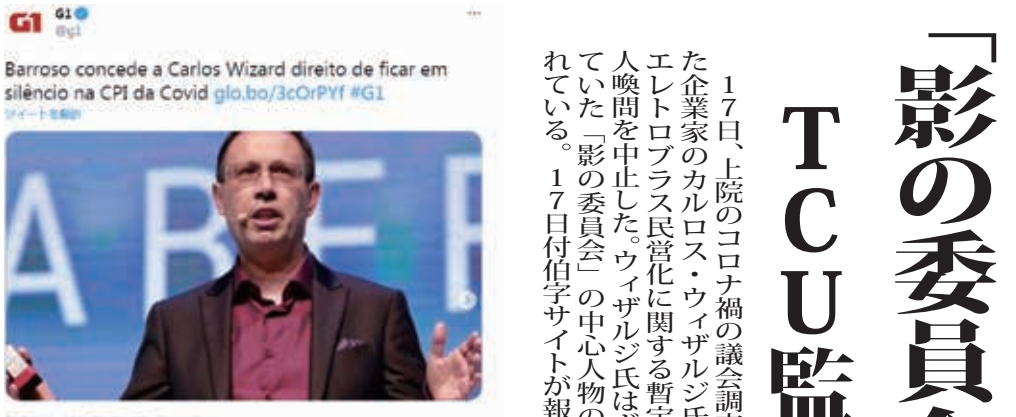 G1
G1
@g1
Barroso concede a Carlos Wizard direito de ficar em
silêncio na CPI da Covid glo.bo/3cOrPYf #G1
ツイートを翻訳
「影の委員会
TCU監
17日、上院のコロナ禍の議会調査
た企業家のカルロス・ウィザルジ氏
エレトロブラス民営化に関する暫定
人喚問を中止した。ウィザルジ氏は
ていた「影の委員会」の中心人物の
れている。17日付伯字サイトが報